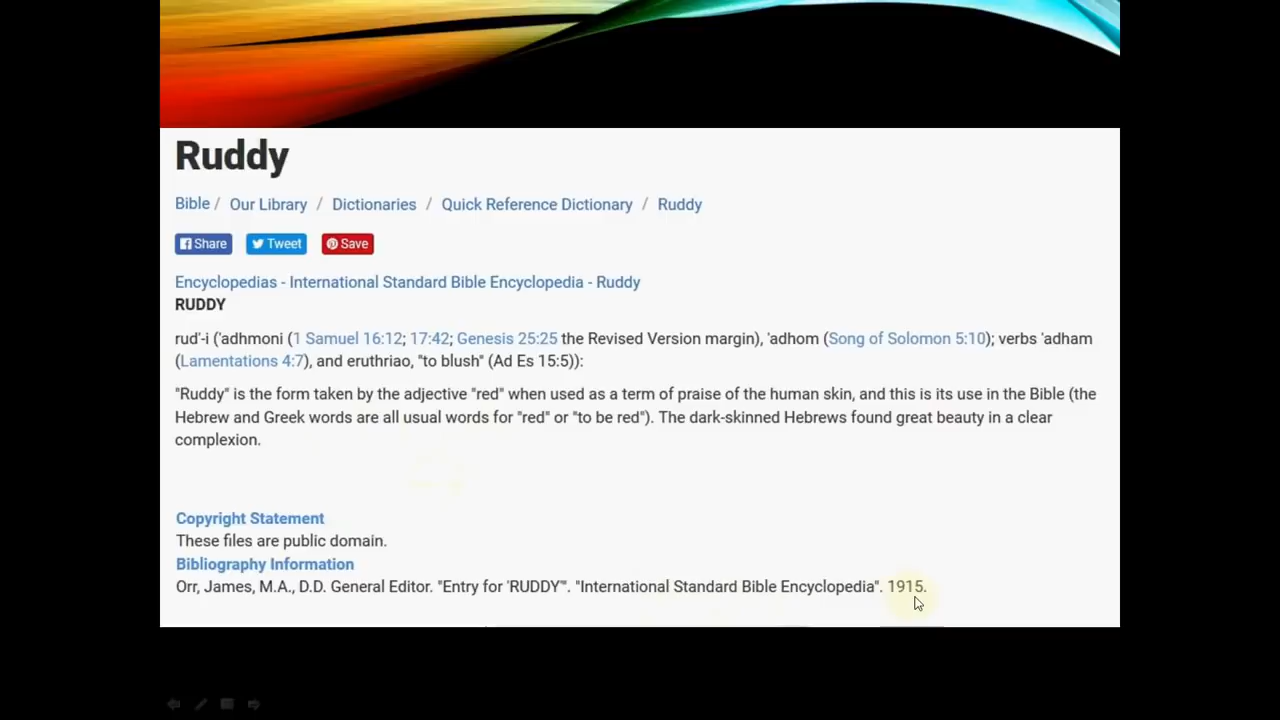 Ruddy
Bible / Our Library / Dictionaries / Quick Reference Dictionary / Ruddy
Share Tweet Save
Encyclopedias - International Standard Bible Encyclopedia - Ruddy
RUDDY
rud'-i ('adhmoni (1 Samuel 16:12; 17:42; Genesis 25:25 the Revised Version margin), 'adhom (Song of Solomon 5:10); verbs 'adham
(Lamentations 4:7), and eruthriao, "to blush" (Ad Es 15:5)):
"Ruddy" is the form taken by the adjective "red" when used as a term of praise of the human skin, and this is its use in the Bible (the
Hebrew and Greek words are all usual words for "red" or "to be red"). The dark-skinned Hebrews found great beauty in a clear
complexion.
Copyright Statement
These files are public domain.
Bibliography Information
Orr, James, M.A., D.D. General Editor. "Entry for 'RUDDY'". "International Standard Bible Encyclopedia". 1915.